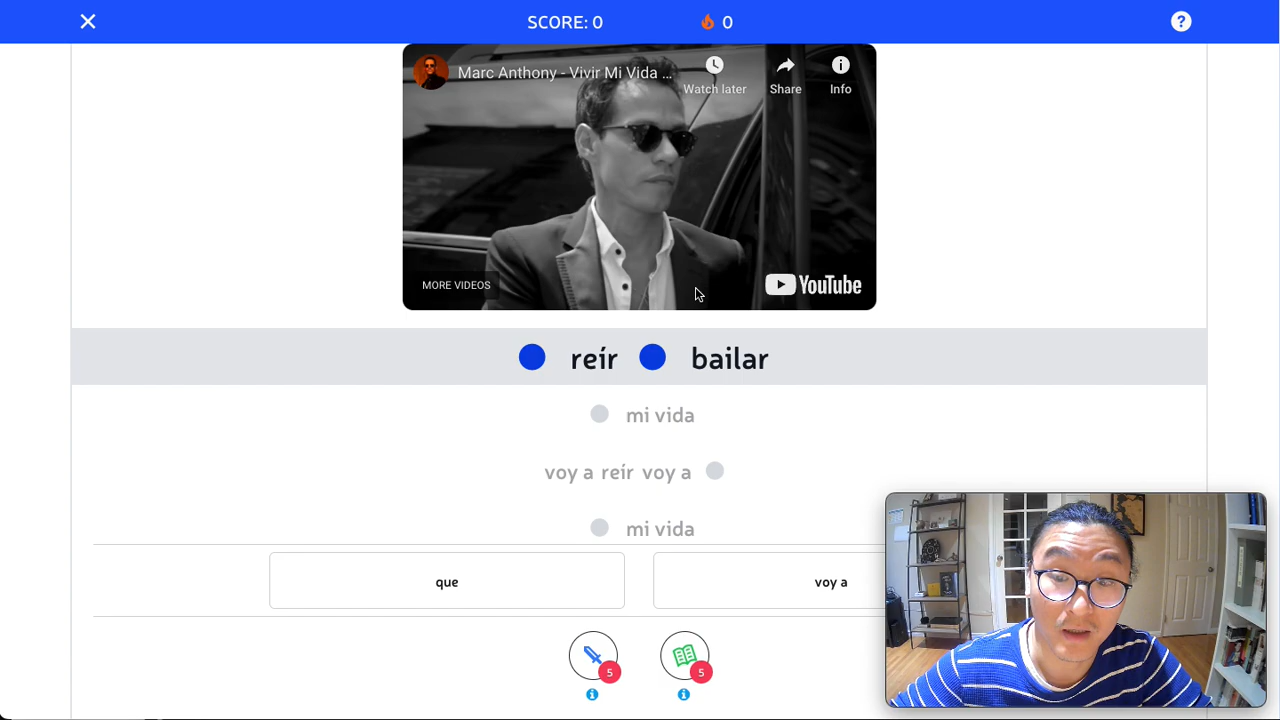 SCORE: 0
0
?
Marc Anthony - Vivir Mi Vida ...
Watch later
Share
Info
MORE VIDEOS
YouTube
reír bailar
mi vida
voy a reír voy a
mi vida
que
voy a
5
5